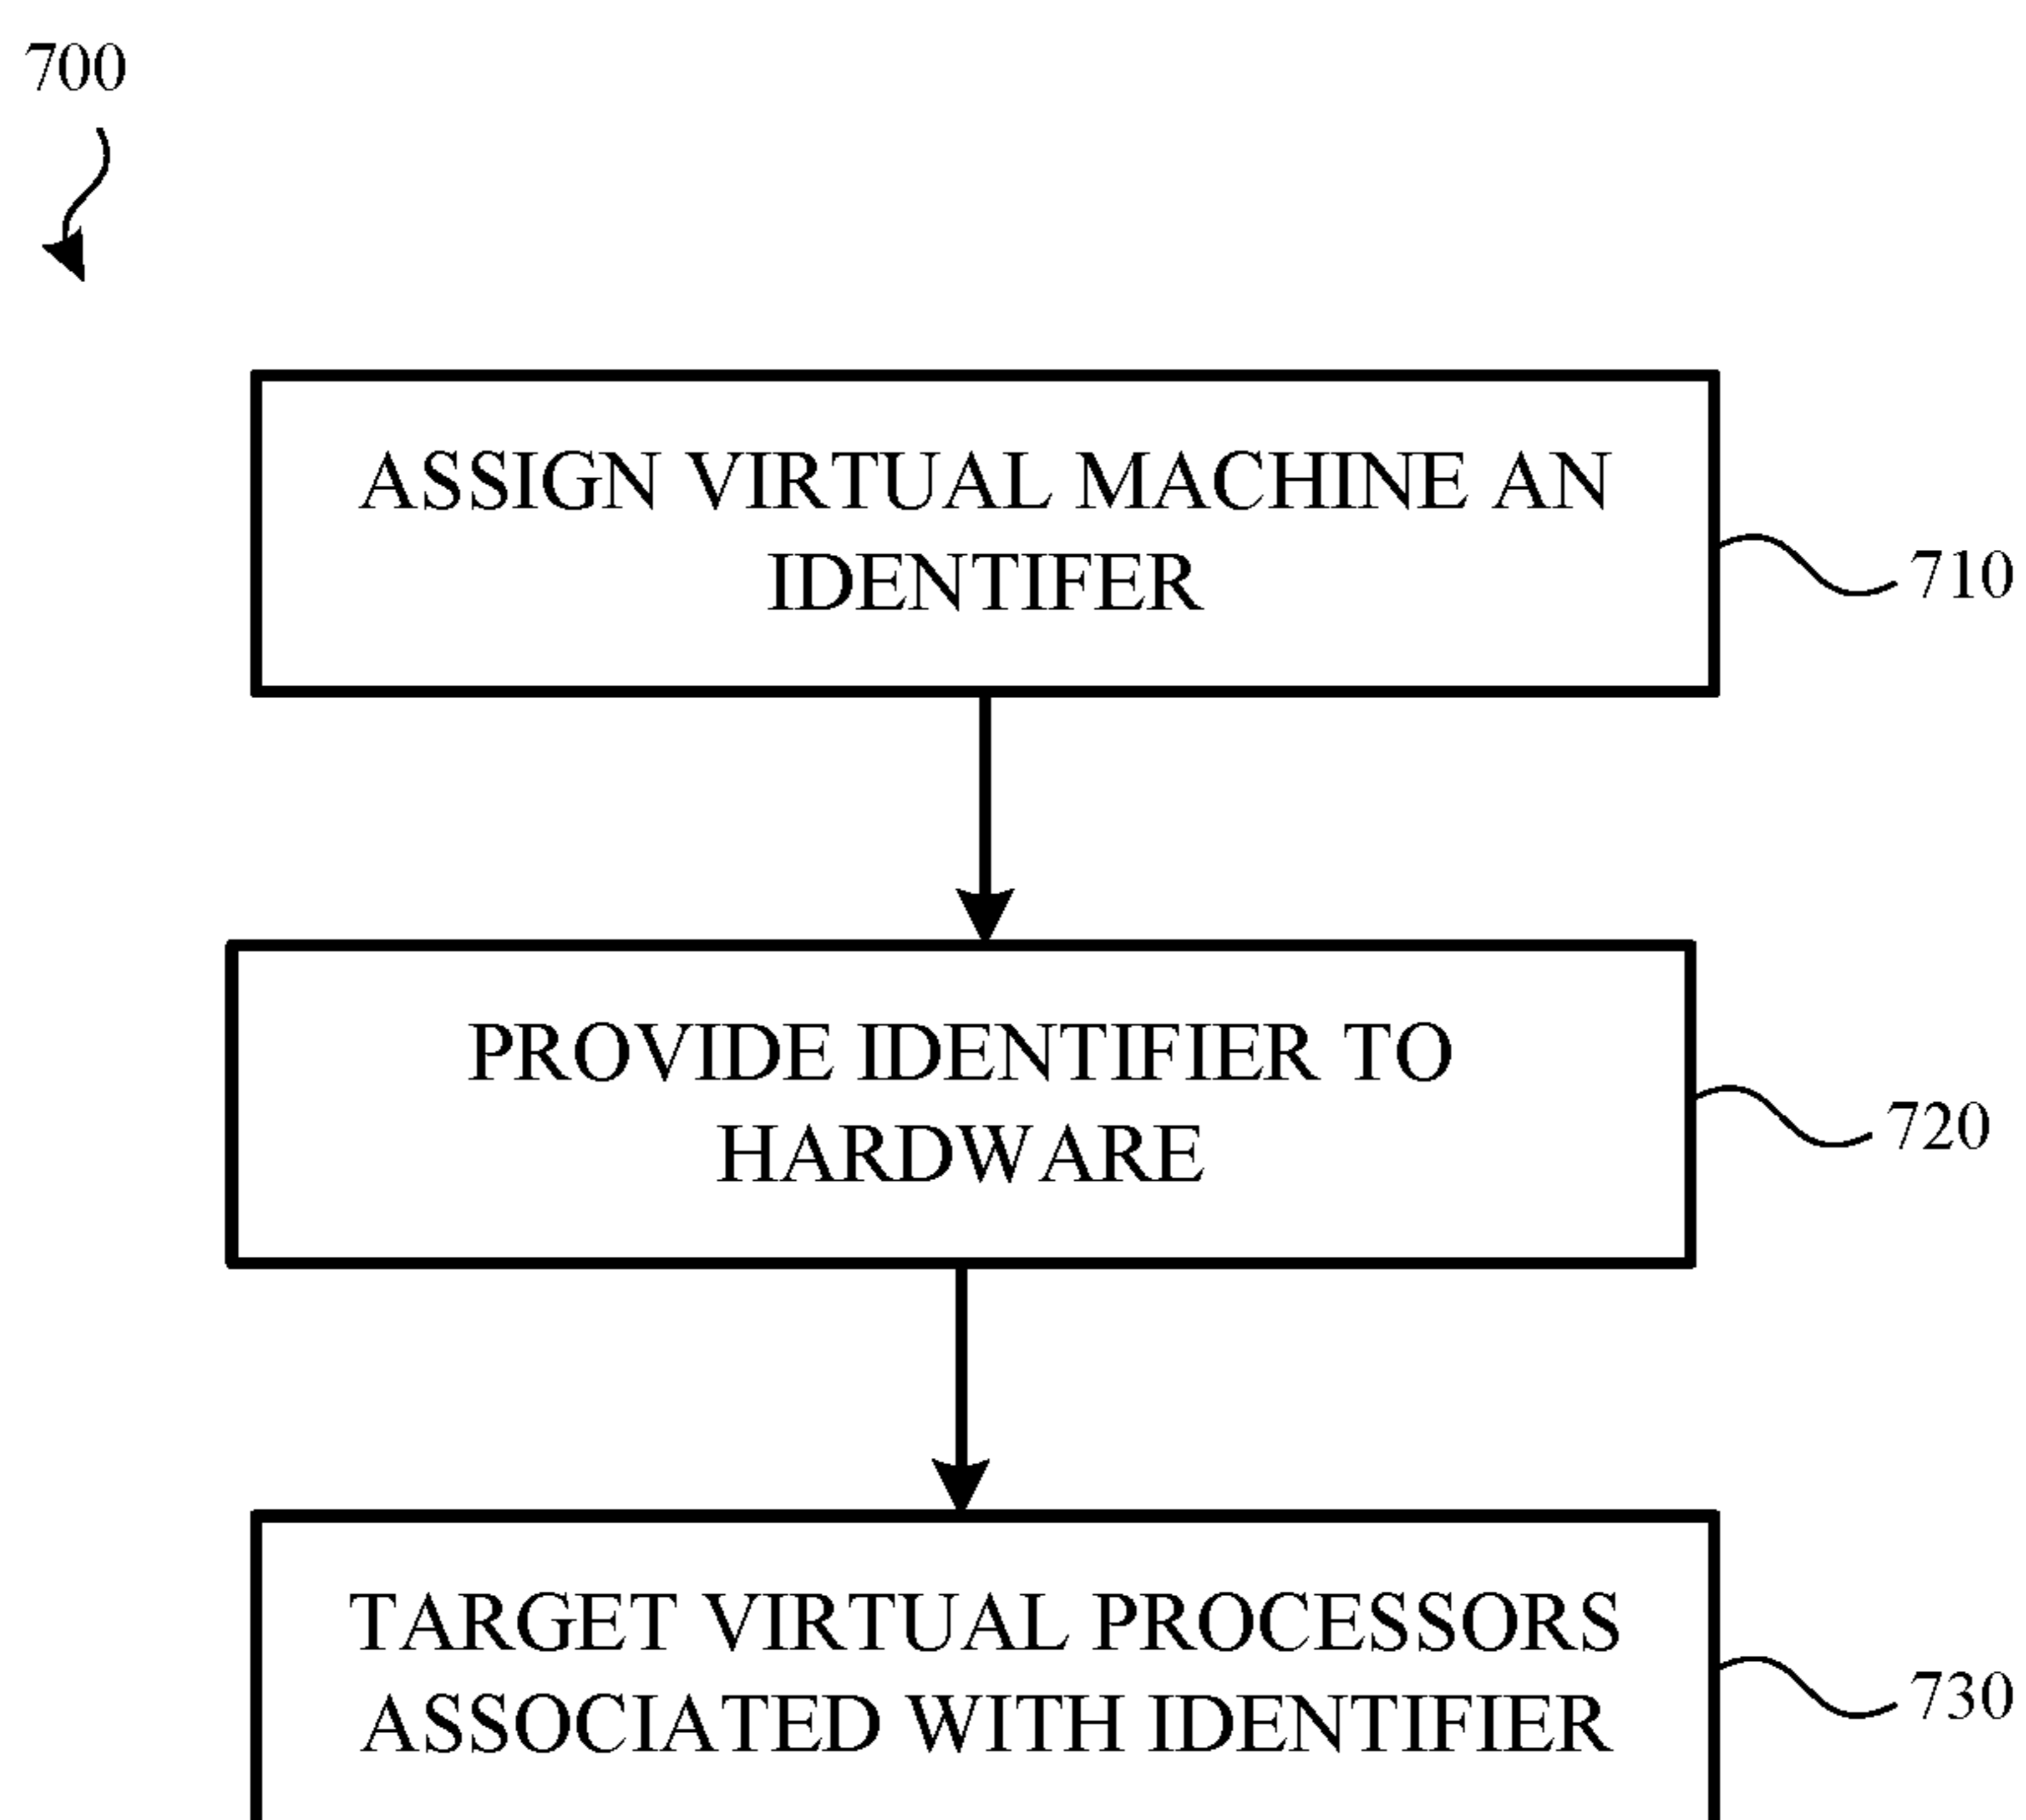 700
ASSIGN VIRTUAL MACHINE AN
IDENTIFER
710
PROVIDE IDENTIFIER TO
HARDWARE
720
TARGET VIRTUAL PROCESSORS
ASSOCIATED WITH IDENTIFIER
730